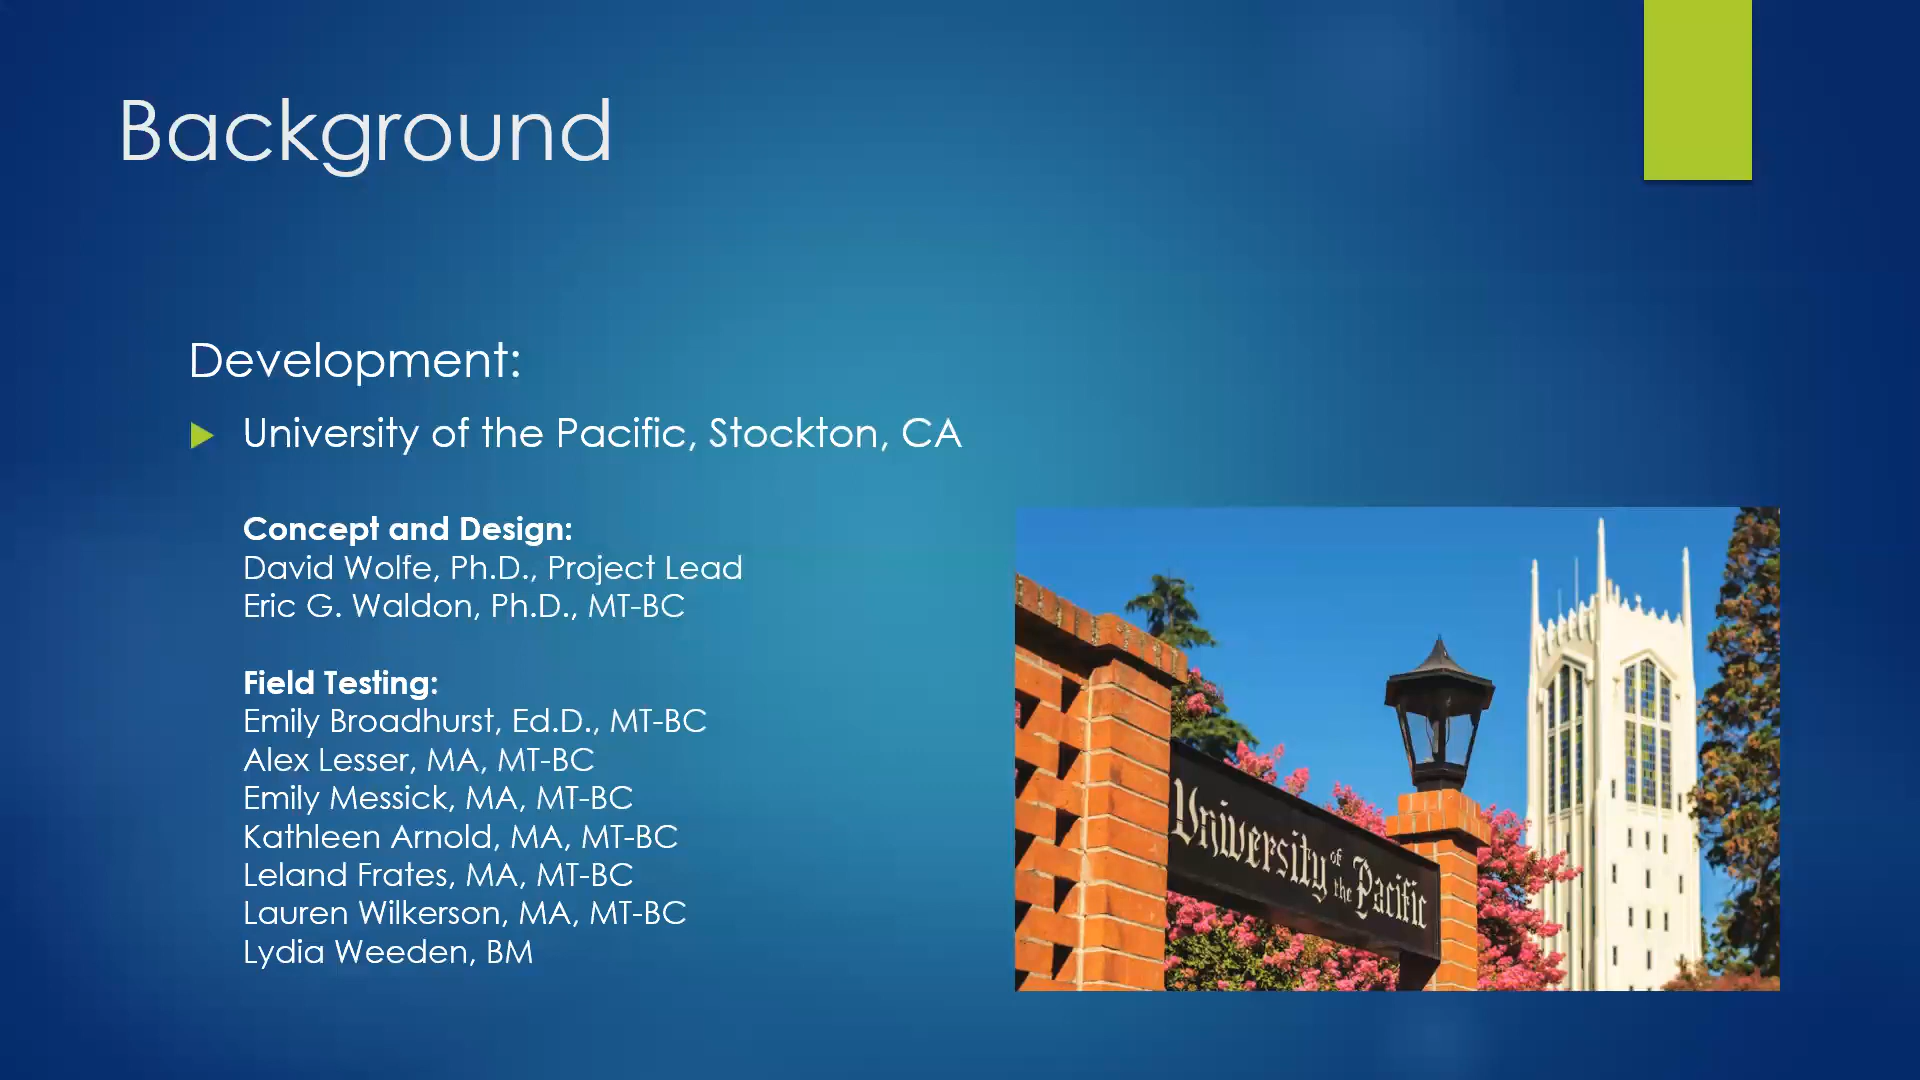 Background
Development:
University of the Pacific, Stockton, CA
Concept and Design:
David Wolfe, Ph.D., Project Lead
Eric G. Waldon, Ph.D., MT-BC
Field Testing:
Emily Broadhurst, Ed.D., MT-BC
Alex Lesser, MA, MT-BC
Emily Messick, MA, MT-BC
Kathleen Arnold, MA, MT-BC
Leland Frates, MA, MT-BC
Lauren Wilkerson, MA, MT-BC
Lydia Weeden, BM
University of the Pacific